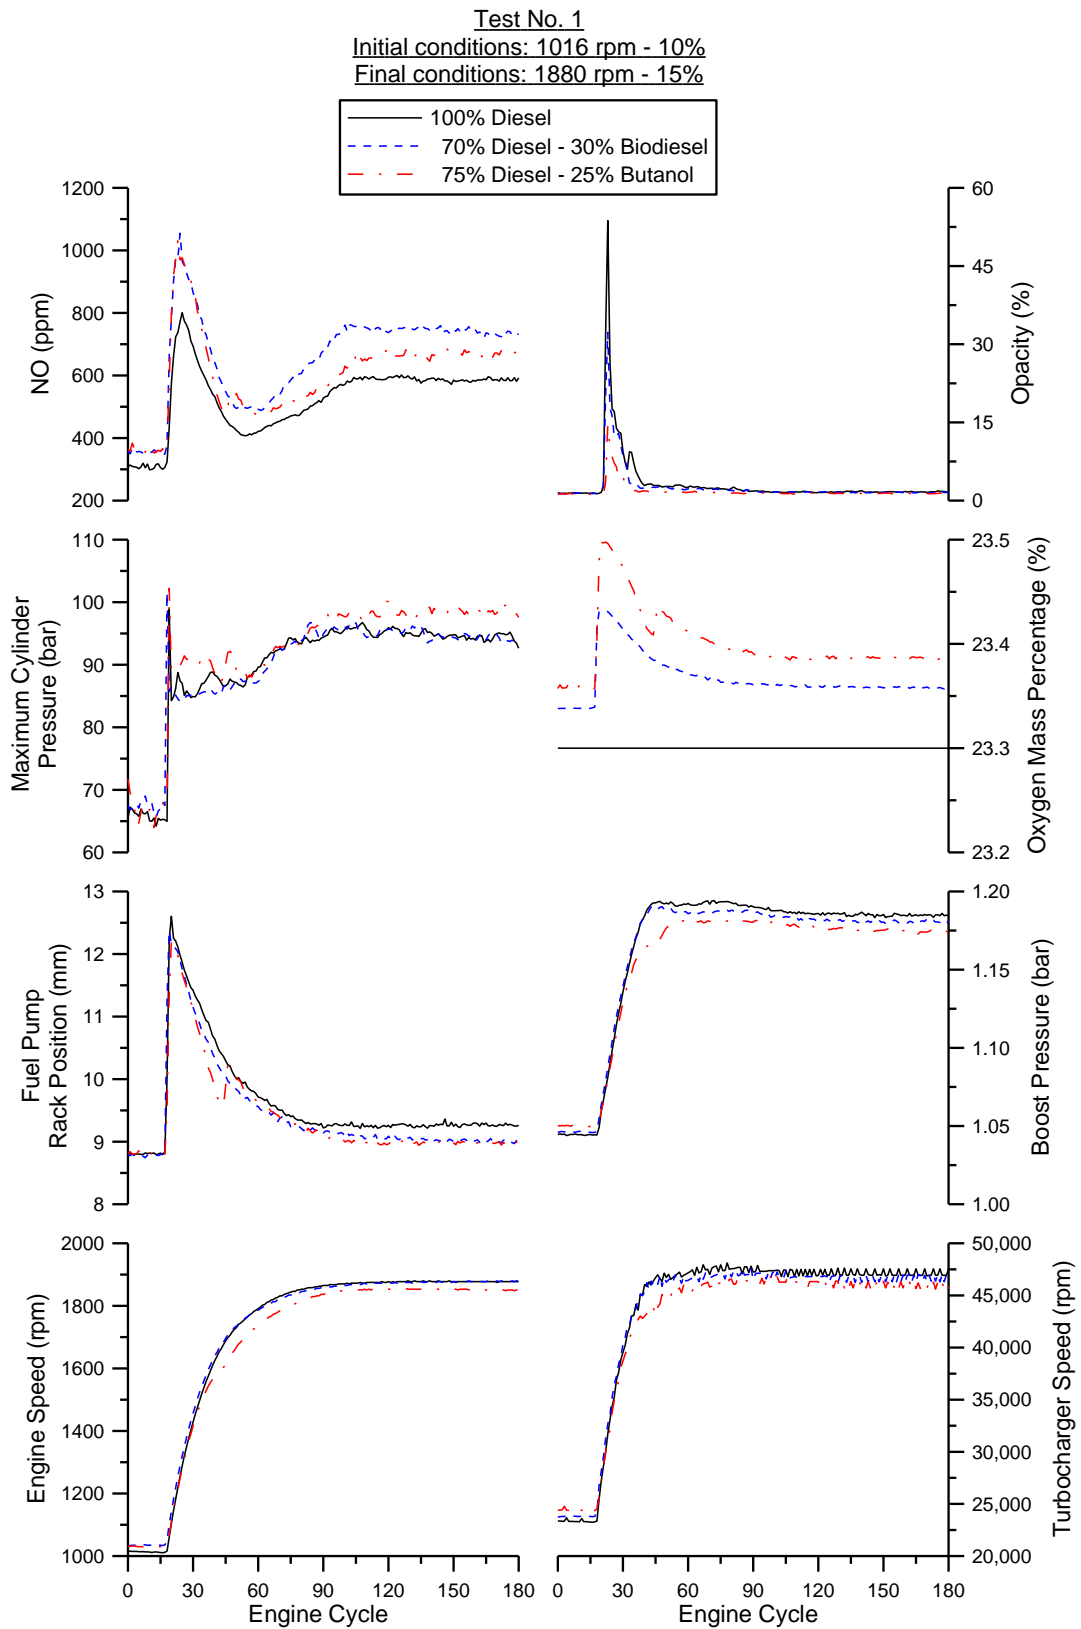 Test No. 1
Initial conditions: 1016 rpm - 10%
Final conditions: 1880 rpm - 15%
100% Diesel
70% Diesel - 30% Biodiesel
75% Diesel - 25% Butanol
1200
1000
800
600
400
200
NO (ppm)
60
45
30
15
0
Opacity (%)
110
100
90
80
70
60
Maximum Cylinder
Pressure (bar)
23.5
23.4
23.3
23.2
Oxygen Mass Percentage (%)
13
12
11
10
9
8
Fuel Pump
Rack Position (mm)
1.20
1.15
1.10
1.05
1.00
Boost Pressure (bar)
2000
1800
1600
1400
1200
1000
Engine Speed (rpm)
50,000
45,000
40,000
35,000
30,000
25,000
20,000
Turbocharger Speed (rpm)
0 30 60 90 120 150 180
Engine Cycle
0 30 60 90 120 150 180
Engine Cycle